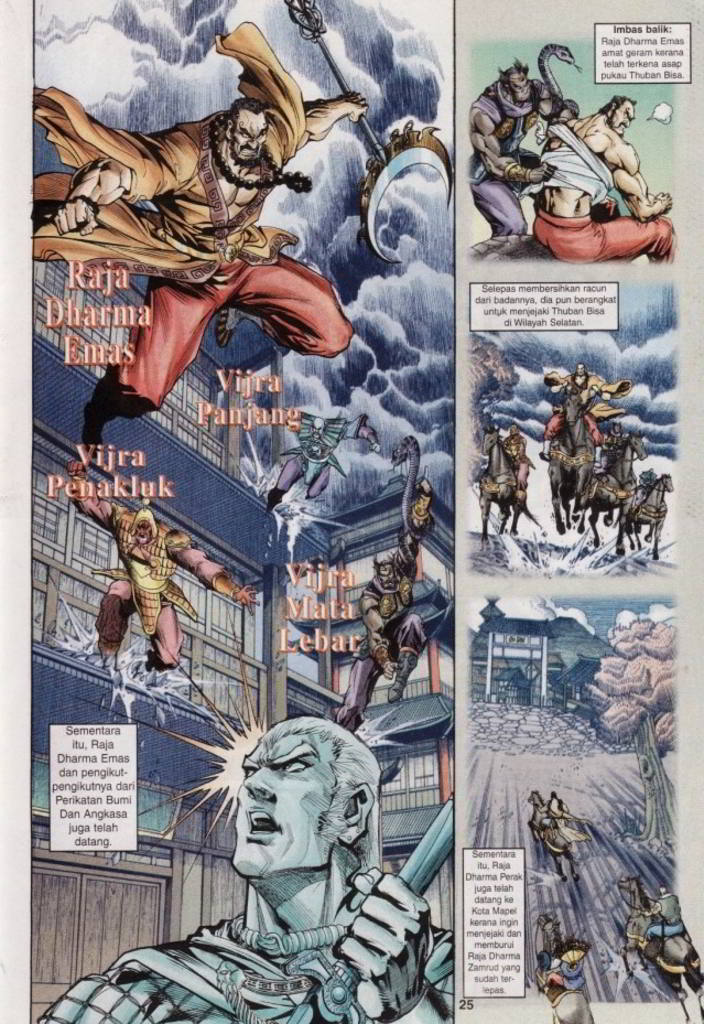 Raja
Dharma
Emas
Vijra
Panjang
Vijra
Penakluk
Vijra
Mata
Lebar
Sementara
itu, Raja
Dharma Emas
dan pengikut-
pengikutnya dari
Perikatan Bumi
Dan Angkasa
juga telah
datang.
Imbas balik:
Raja Dharma Emas
amat geram kerana
telah terkena asap
pukau Thuban Bisa.
Selepas membersihkan racun
dari badannya, dia pun berangkat
untuk menjejaki Thuban Bisa
di Wilayah Selatan.
Sementara
itu, Raja
Dharma Perak
juga telah
datang ke
Kota Mapel
kerana ingin
menjejaki dan
memburu
Raja Dharma
Zamrud yang
sudah ter-
lepas.
25